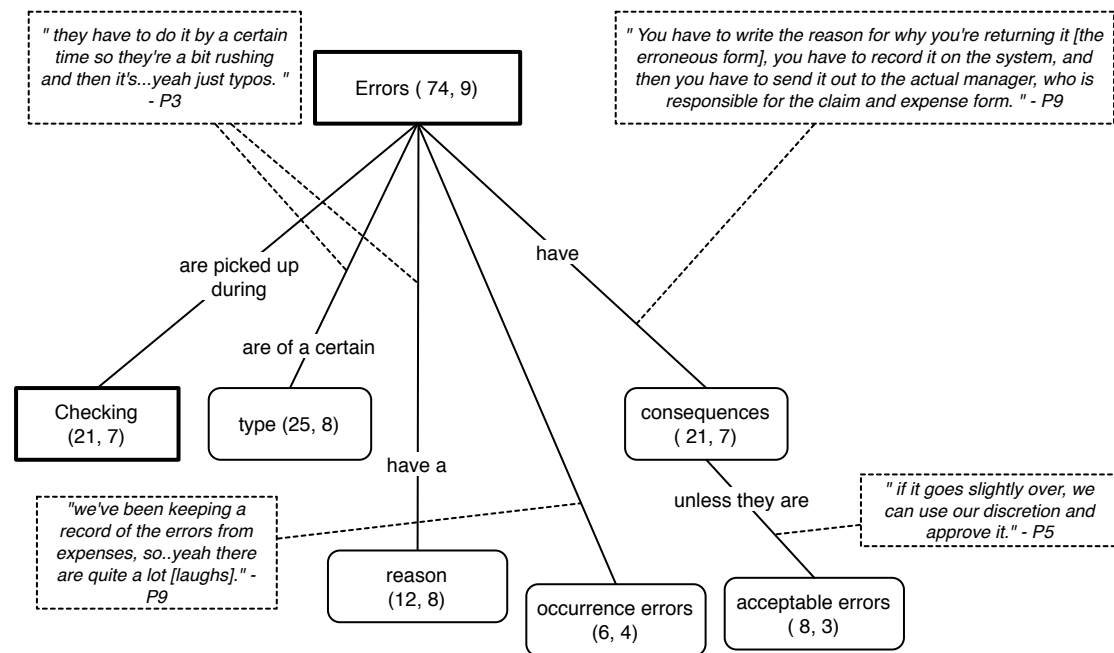 " they have to do it by a certain
time so they're a bit rushing
and then it's...yeah just typos. "
- P3
Errors ( 74, 9)
" You have to write the reason for why you're returning it [the
erroneous form], you have to record it on the system, and
then you have to send it out to the actual manager, who is
responsible for the claim and expense form. " - P9
are picked up
during
have
are of a certain
Checking
(21, 7)
type (25, 8)
consequences
( 21, 7)
have a
unless they are
" if it goes slightly over, we
can use our discretion and
approve it." - P5
"we've been keeping a
record of the errors from
expenses, so..yeah there
are quite a lot [laughs]." -
P9
reason
(12, 8)
occurrence errors
(6, 4)
acceptable errors
( 8, 3)